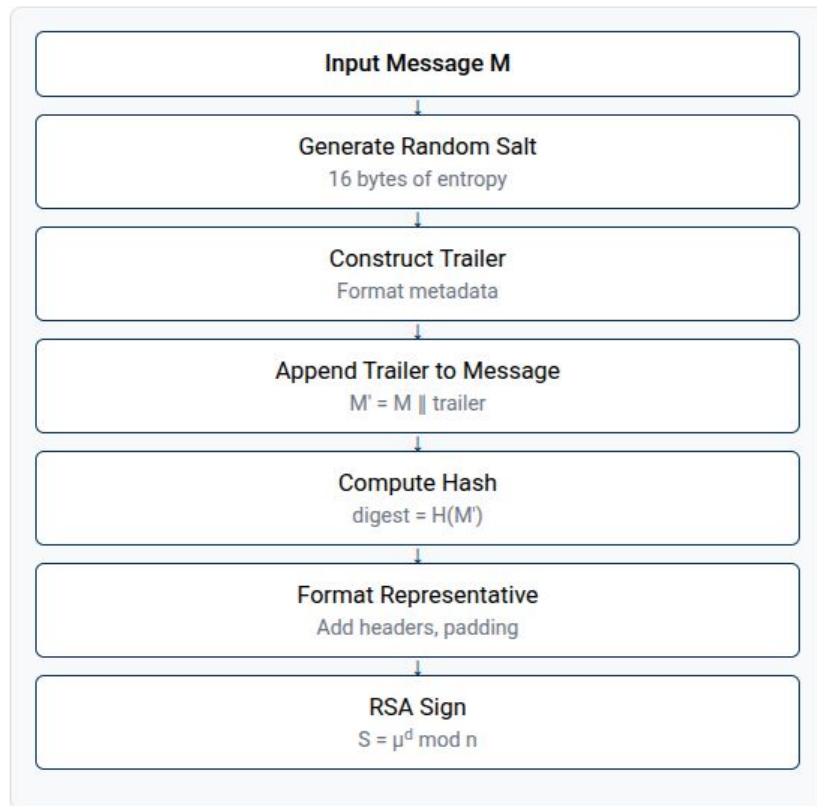 Input Message M
↓
Generate Random Salt
16 bytes of entropy
↓
Construct Trailer
Format metadata
↓
Append Trailer to Message
M' = M ∥ trailer
↓
Compute Hash
digest = H(M')
↓
Format Representative
Add headers, padding
↓
RSA Sign
S = μᵈ mod n